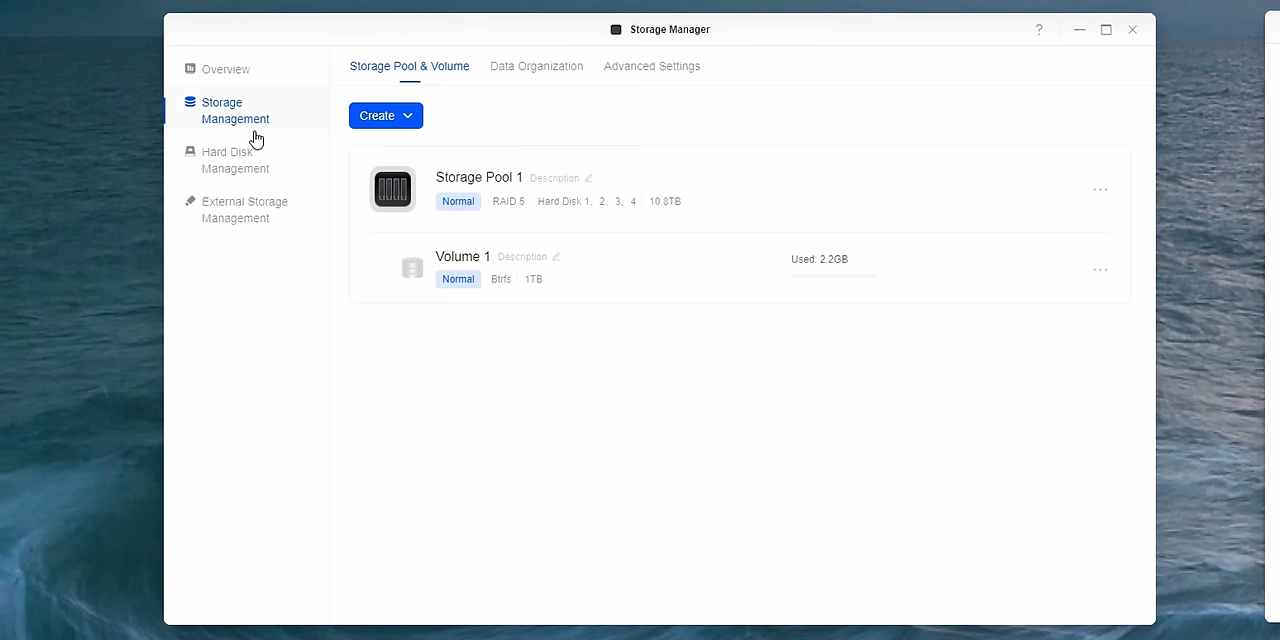 Storage Manager
?
Overview
Storage
Management
Hard Disk
Management
External Storage
Management
Storage Pool & Volume
Data Organization
Advanced Settings
Create
Storage Pool 1 Description
Normal RAID 5 Hard Disk 1、2、3、4 10.8TB
Volume 1 Description
Normal Btrfs 1TB
Used: 2.2GB